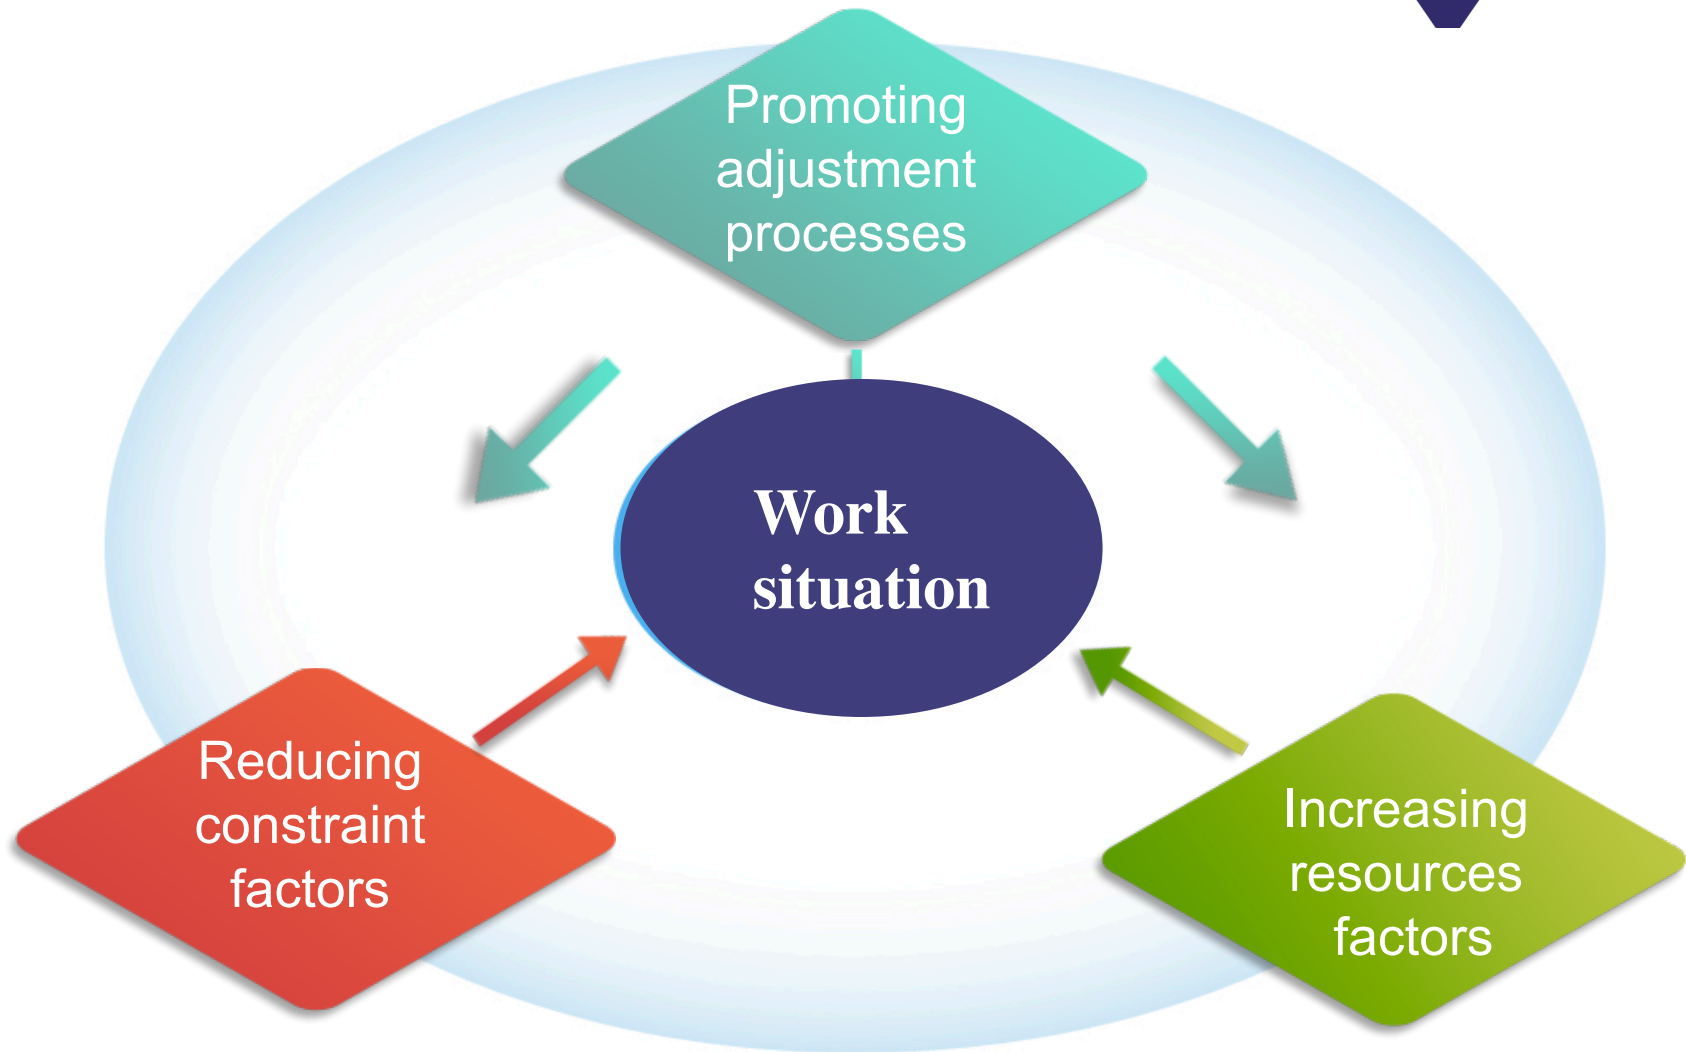 Promoting
adjustment
processes
Work
situation
Reducing
constraint
factors
Increasing
resources
factors